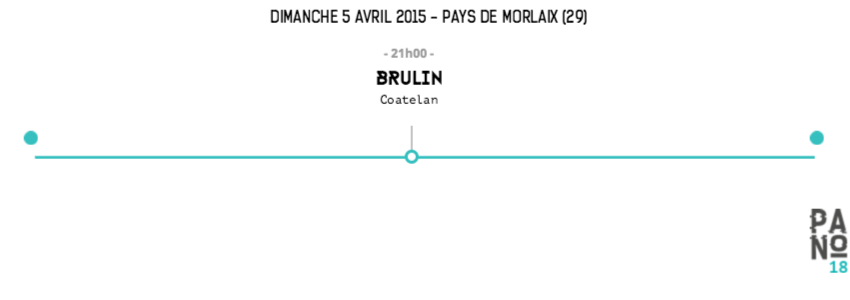 DIMANCHE 5 AVRIL 2015 - PAYS DE MORLAIX (29)
- 21h00 -
BRULIN
Coatelan
PA
Nº
18